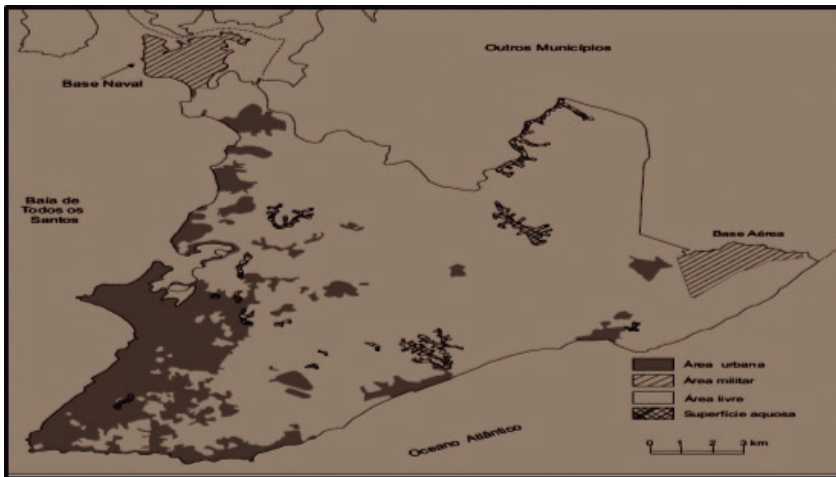 Outros Municípios
Base Naval
Baía de
Todos os
Santos
Base Aérea
Área urbana
Área militar
Área livre
Superfície aquosa
Oceano Atlântico
0 1 2 3 km